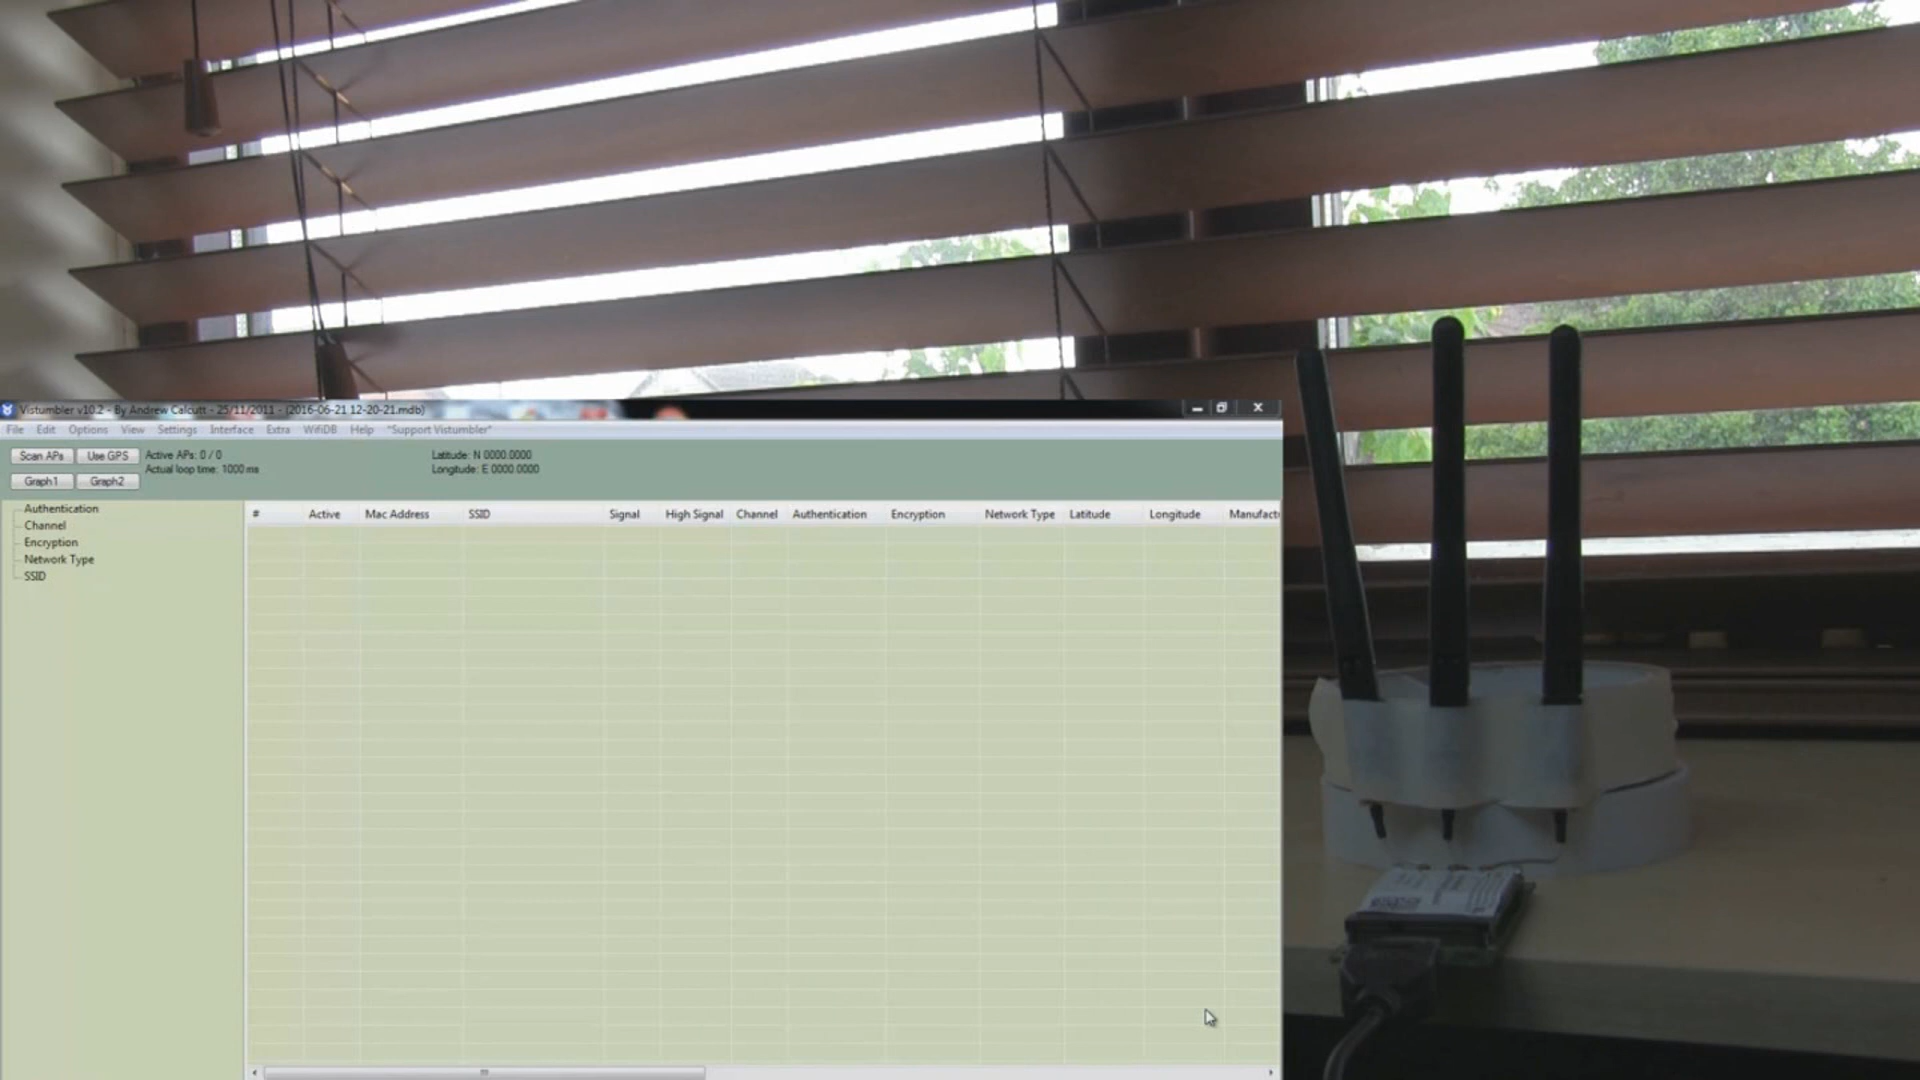 Vistumbler v10.2 - By Andrew Calcutt - 25/11/2011 - (2016-06-21 12-20-21.mdb)
File Edit Options View Settings Interface Extra WifiDB Help "Support Vistumbler"
Scan APs Use GPS Active APs: 0 / 0 Latitude: N 0000.0000
Actual loop time: 1000 ms Longitude: E 0000.0000
Graph1 Graph2
Authentication
Channel
Encryption
Network Type
SSID
# Active Mac Address SSID Signal High Signal Channel Authentication Encryption Network Type Latitude Longitude Manufactu